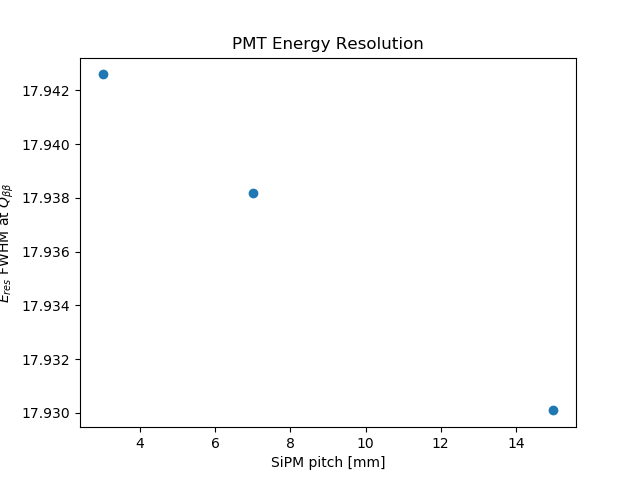 PMT Energy Resolution
17.942
17.940
17.938
17.936
17.934
17.932
17.930
E_res FWHM at Q_ββ
4 6 8 10 12 14
SiPM pitch [mm]